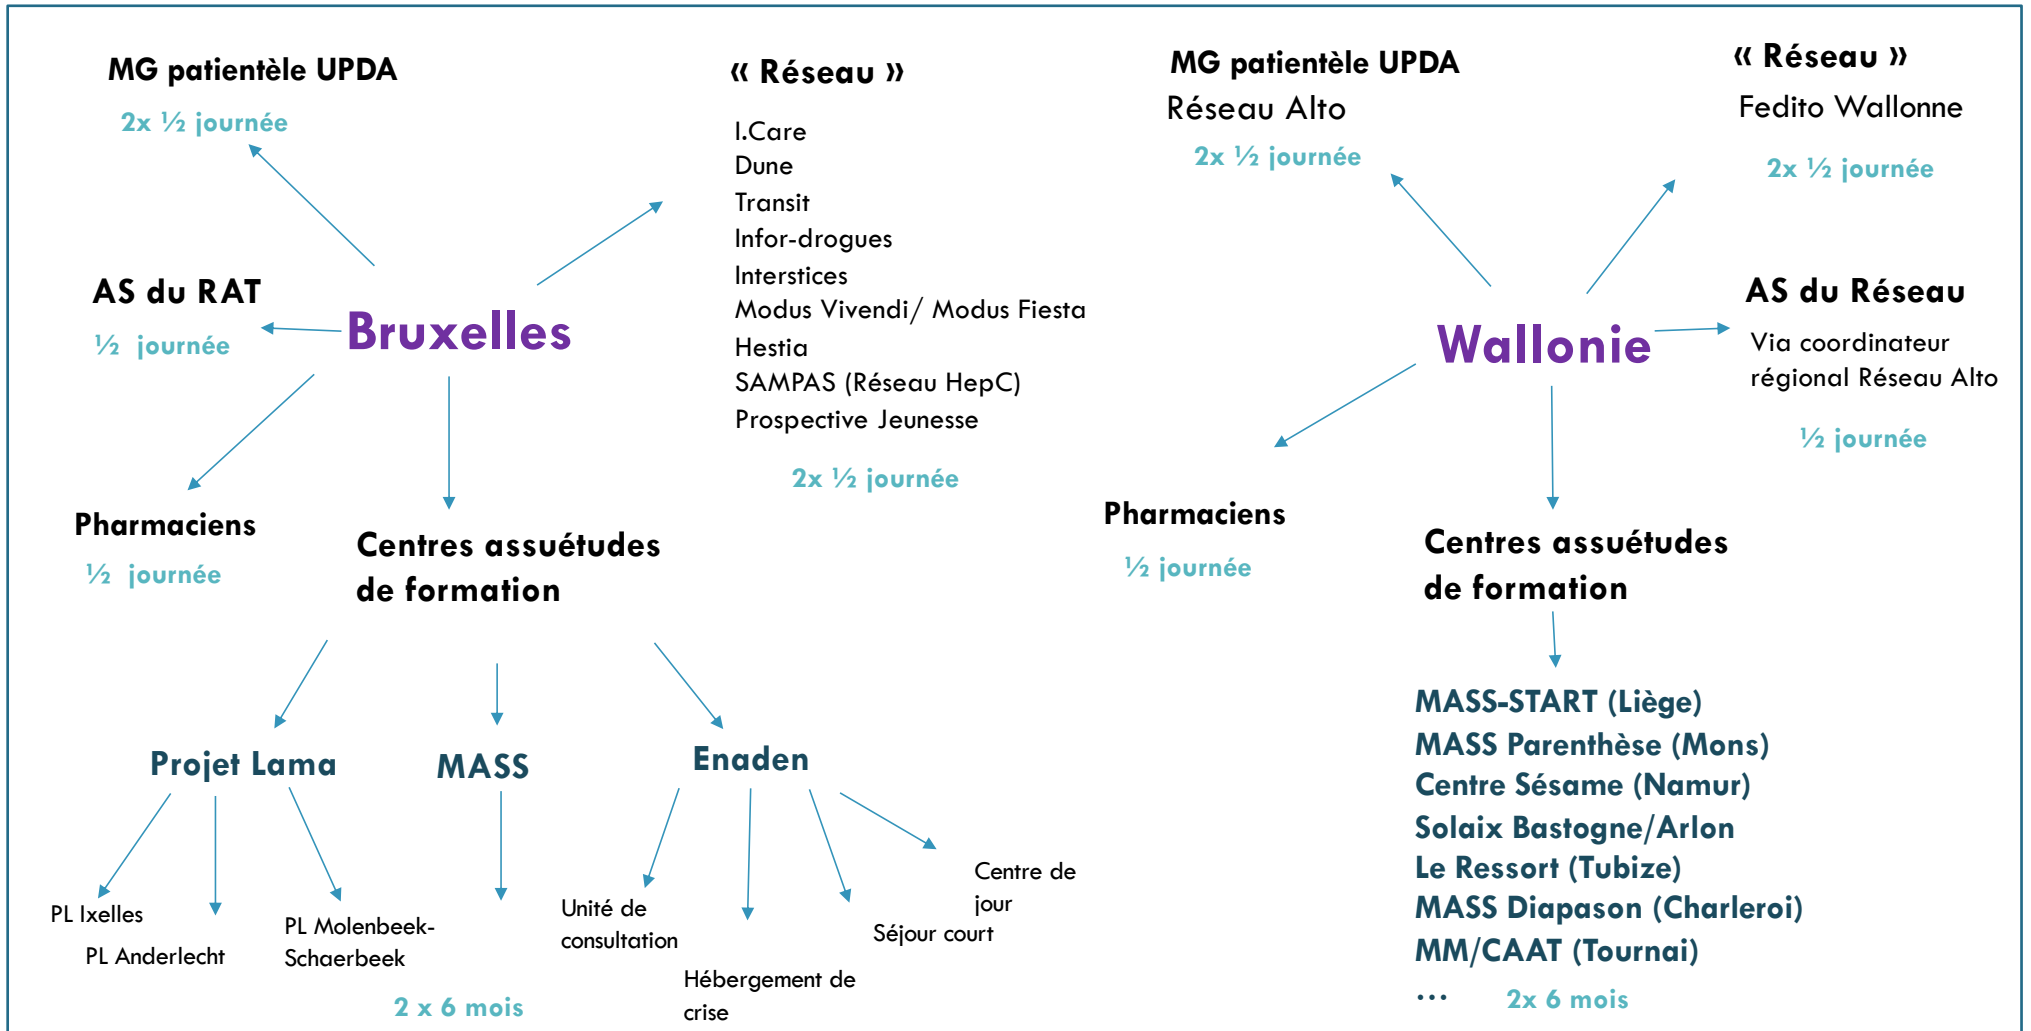 MG patientèle UPDA
2x ½ journée
« Réseau »
I.Care
Dune
Transit
Infor-drogues
Interstices
Modus Vivendi/ Modus Fiesta
Hestia
SAMPAS (Réseau HepC)
Prospective Jeunesse
2x ½ journée
AS du RAT
½ journée
Bruxelles
Pharmaciens
½ journée
Centres assuétudes
de formation
Projet Lama
MASS
Enaden
PL Ixelles
PL Anderlecht
PL Molenbeek-
Schaerbeek
Unité de
consultation
Hébergement de
crise
Séjour court
Centre de
jour
2 x 6 mois
MG patientèle UPDA
Réseau Alto
2x ½ journée
« Réseau »
Fedito Wallonne
2x ½ journée
Wallonie
AS du Réseau
Via coordinateur
régional Réseau Alto
½ journée
Pharmaciens
½ journée
Centres assuétudes
de formation
MASS-START (Liège)
MASS Parenthèse (Mons)
Centre Sésame (Namur)
Solaix Bastogne/Arlon
Le Ressort (Tubize)
MASS Diapason (Charleroi)
MM/CAAT (Tournai)
... 2x 6 mois